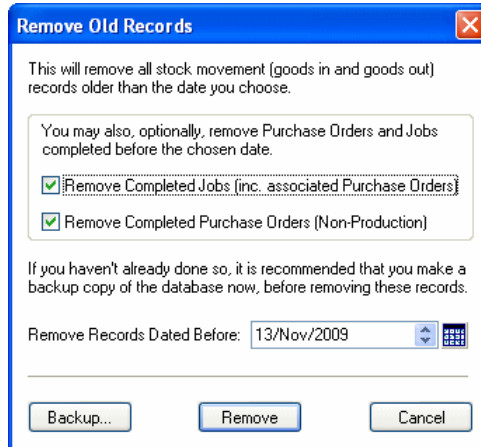 Remove Old Records
This will remove all stock movement (goods in and goods out)
records older than the date you choose.
You may also, optionally, remove Purchase Orders and Jobs
completed before the chosen date.
Remove Completed Jobs (inc. associated Purchase Orders)
Remove Completed Purchase Orders (Non-Production)
If you haven't already done so, it is recommended that you make a
backup copy of the database now, before removing these records.
Remove Records Dated Before: 13/Nov/2009
Backup... Remove Cancel